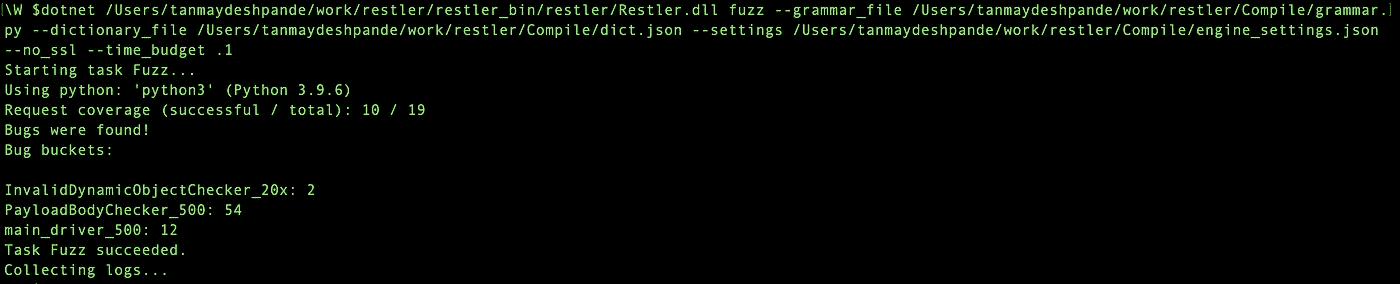 \W $dotnet /Users/tanmaydeshpande/work/restler/restler_bin/restler/Restler.dll fuzz --grammar_file /Users/tanmaydeshpande/work/restler/Compile/grammar.
py --dictionary_file /Users/tanmaydeshpande/work/restler/Compile/dict.json --settings /Users/tanmaydeshpande/work/restler/Compile/engine_settings.json
--no_ssl --time_budget .1
Starting task Fuzz...
Using python: 'python3' (Python 3.9.6)
Request coverage (successful / total): 10 / 19
Bugs were found!
Bug buckets:
InvalidDynamicObjectChecker_20x: 2
PayloadBodyChecker_500: 54
main_driver_500: 12
Task Fuzz succeeded.
Collecting logs...